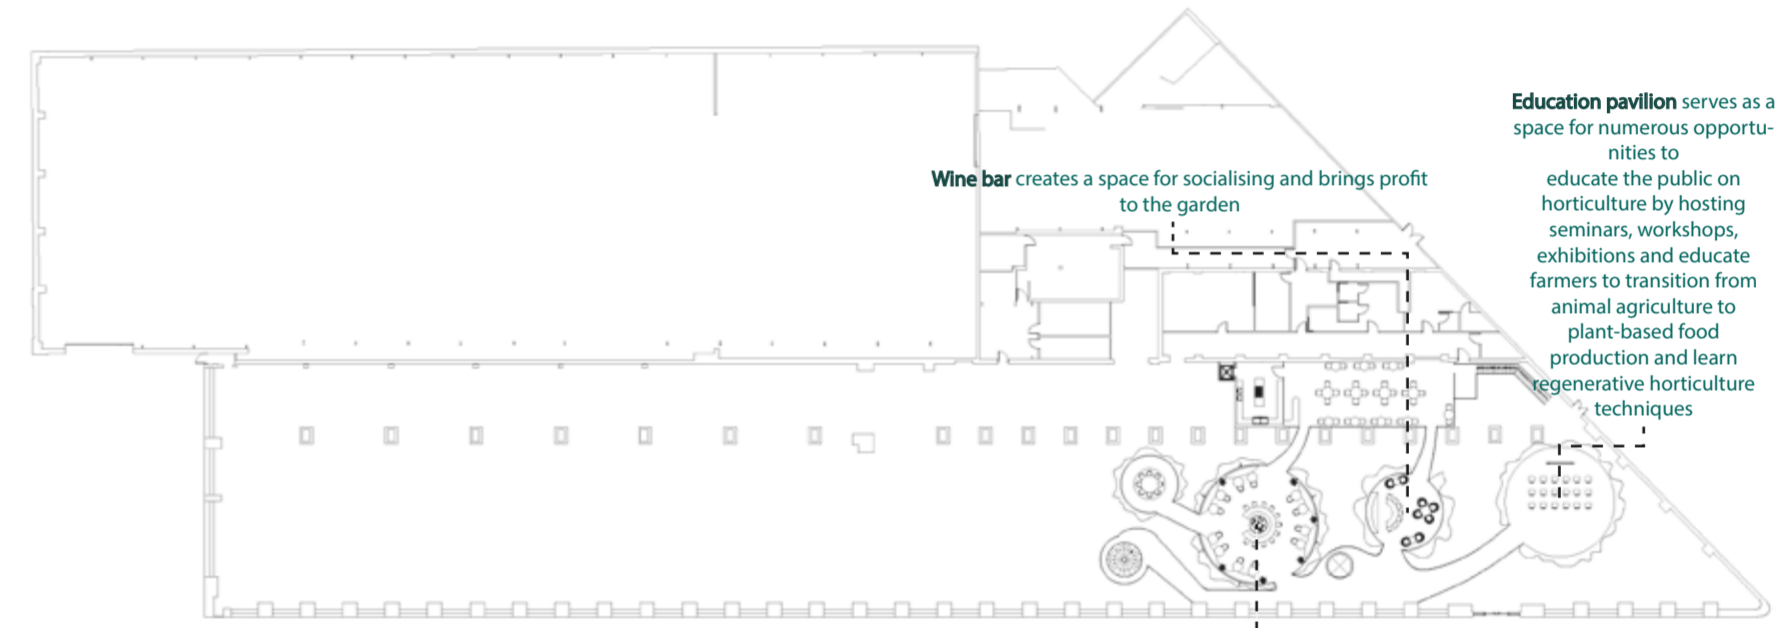 Wine bar creates a space for socialising and brings profit
to the garden
Education pavilion serves as a
space for numerous opportu-
nities to
educate the public on
horticulture by hosting
seminars, workshops,
exhibitions and educate
farmers to transition from
animal agriculture to
plant-based food
production and learn
regenerative horticulture
techniques